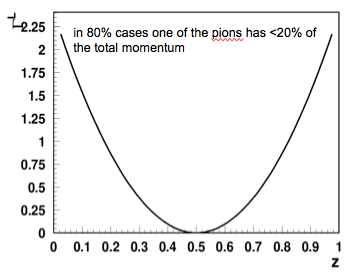 2.25
in 80% cases one of the pions has <20% of
the total momentum
2
1.75
1.5
1.25
1
0.75
0.5
0.25
0
0 0.1 0.2 0.3 0.4 0.5 0.6 0.7 0.8 0.9 1
z